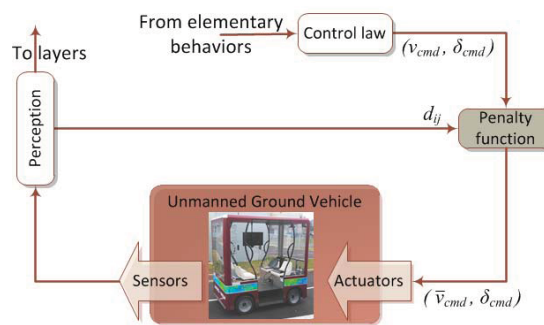 From elementary
behaviors
Control law
(v_cmd, δ_cmd)
To layers
Perception
d_ij
Penalty
function
Unmanned Ground Vehicle
Sensors
Actuators
(v̄_cmd, δ_cmd)